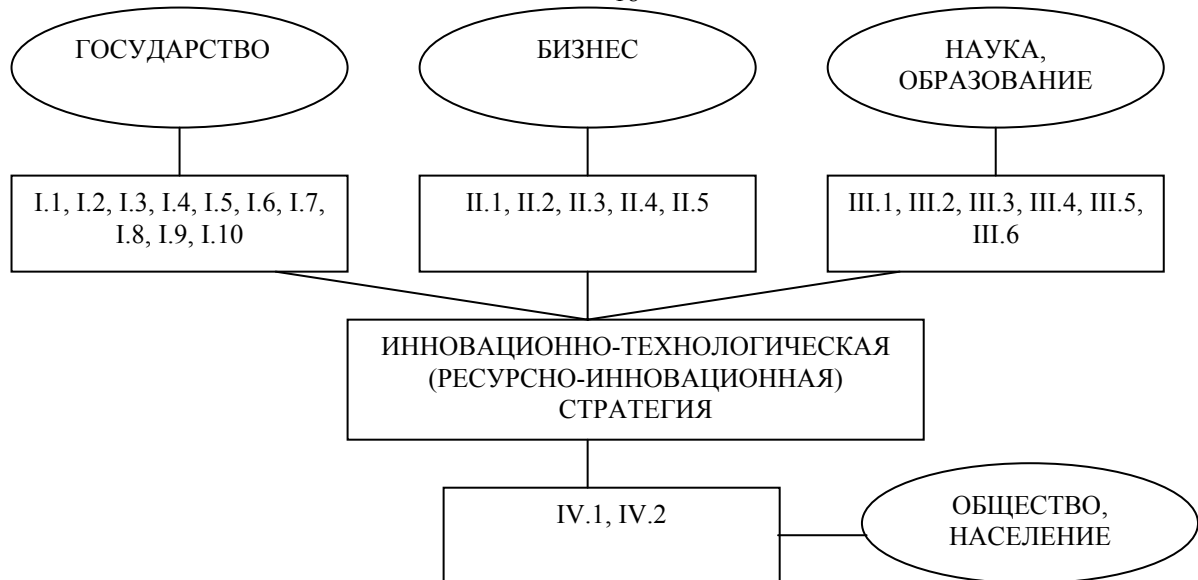 ГОСУДАРСТВО
БИЗНЕС
НАУКА,
ОБРАЗОВАНИЕ
I.1, I.2, I.3, I.4, I.5, I.6, I.7,
I.8, I.9, I.10
II.1, II.2, II.3, II.4, II.5
III.1, III.2, III.3, III.4, III.5,
III.6
ИННОВАЦИОННО-ТЕХНОЛОГИЧЕСКАЯ
(РЕСУРСНО-ИННОВАЦИОННАЯ)
СТРАТЕГИЯ
IV.1, IV.2
ОБЩЕСТВО,
НАСЕЛЕНИЕ